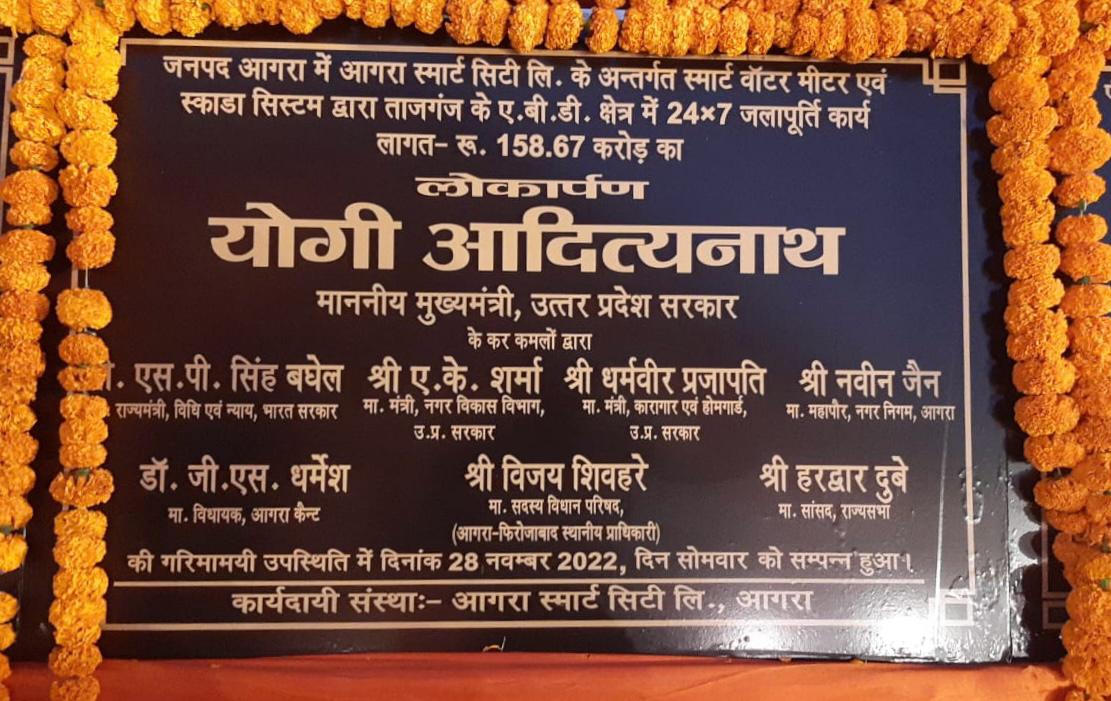 जनपद आगरा में आगरा स्मार्ट सिटी लि. के अन्तर्गत स्मार्ट वॉटर मीटर एवं
स्काडा सिस्टम द्वारा ताजगंज के ए.बी.डी. क्षेत्र में 24×7 जलापूर्ति कार्य
लागत- रू. 158.67 करोड़ का
लोकार्पण
योगी आदित्यनाथ
माननीय मुख्यमंत्री, उत्तर प्रदेश सरकार
के कर कमलों द्वारा
एस.पी. सिंह बघेल श्री ए.के. शर्मा श्री धर्मवीर प्रजापति श्री नवीन जैन
राज्यमंत्री, विधि एवं न्याय, भारत सरकार मा. मंत्री, नगर विकास विभाग, मा. मंत्री, कारागार एवं होमगार्ड, मा. महापौर, नगर निगम, आगरा
उ.प्र. सरकार उ.प्र. सरकार
डॉ. जी.एस. धर्मेश श्री विजय शिवहरे श्री हरद्वार दुबे
मा. विधायक, आगरा कैन्ट मा. सदस्य विधान परिषद, मा. सांसद, राज्यसभा
(आगरा-फिरोजाबाद स्थानीय प्राधिकारी)
की गरिमामयी उपस्थिति में दिनांक 28 नवम्बर 2022, दिन सोमवार को सम्पन्न हुआ।
कार्यदायी संस्था:- आगरा स्मार्ट सिटी लि., आगरा